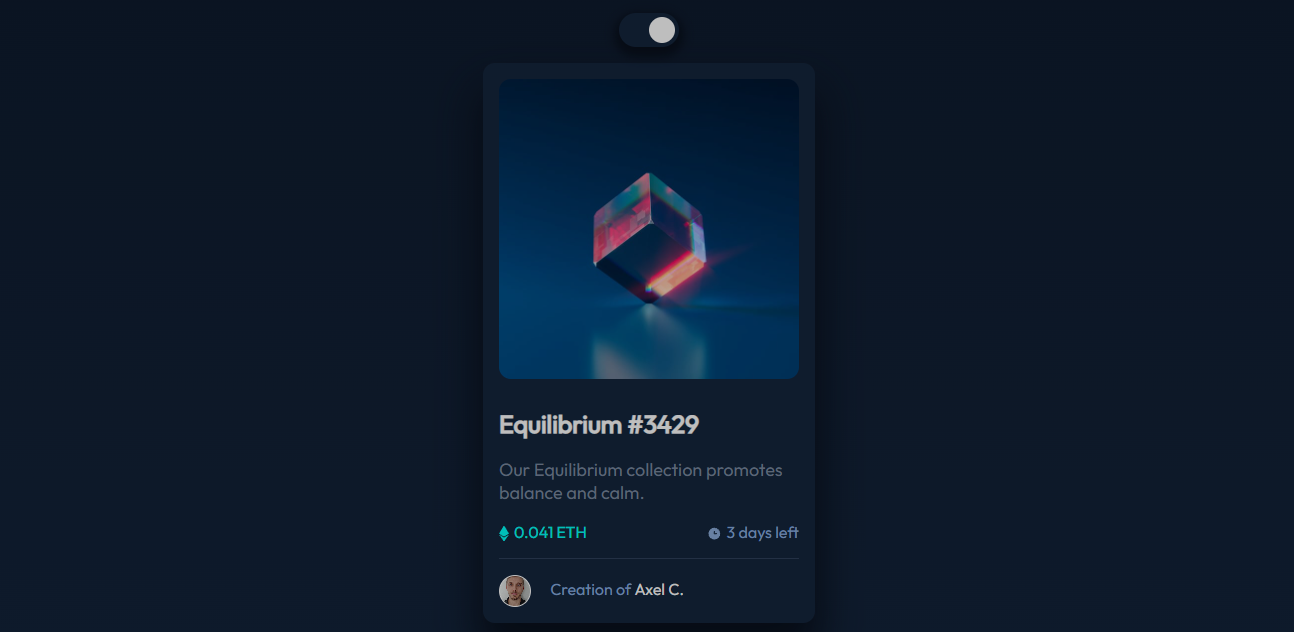 Equilibrium #3429
Our Equilibrium collection promotes
balance and calm.
0.041 ETH
3 days left
Creation of Axel C.